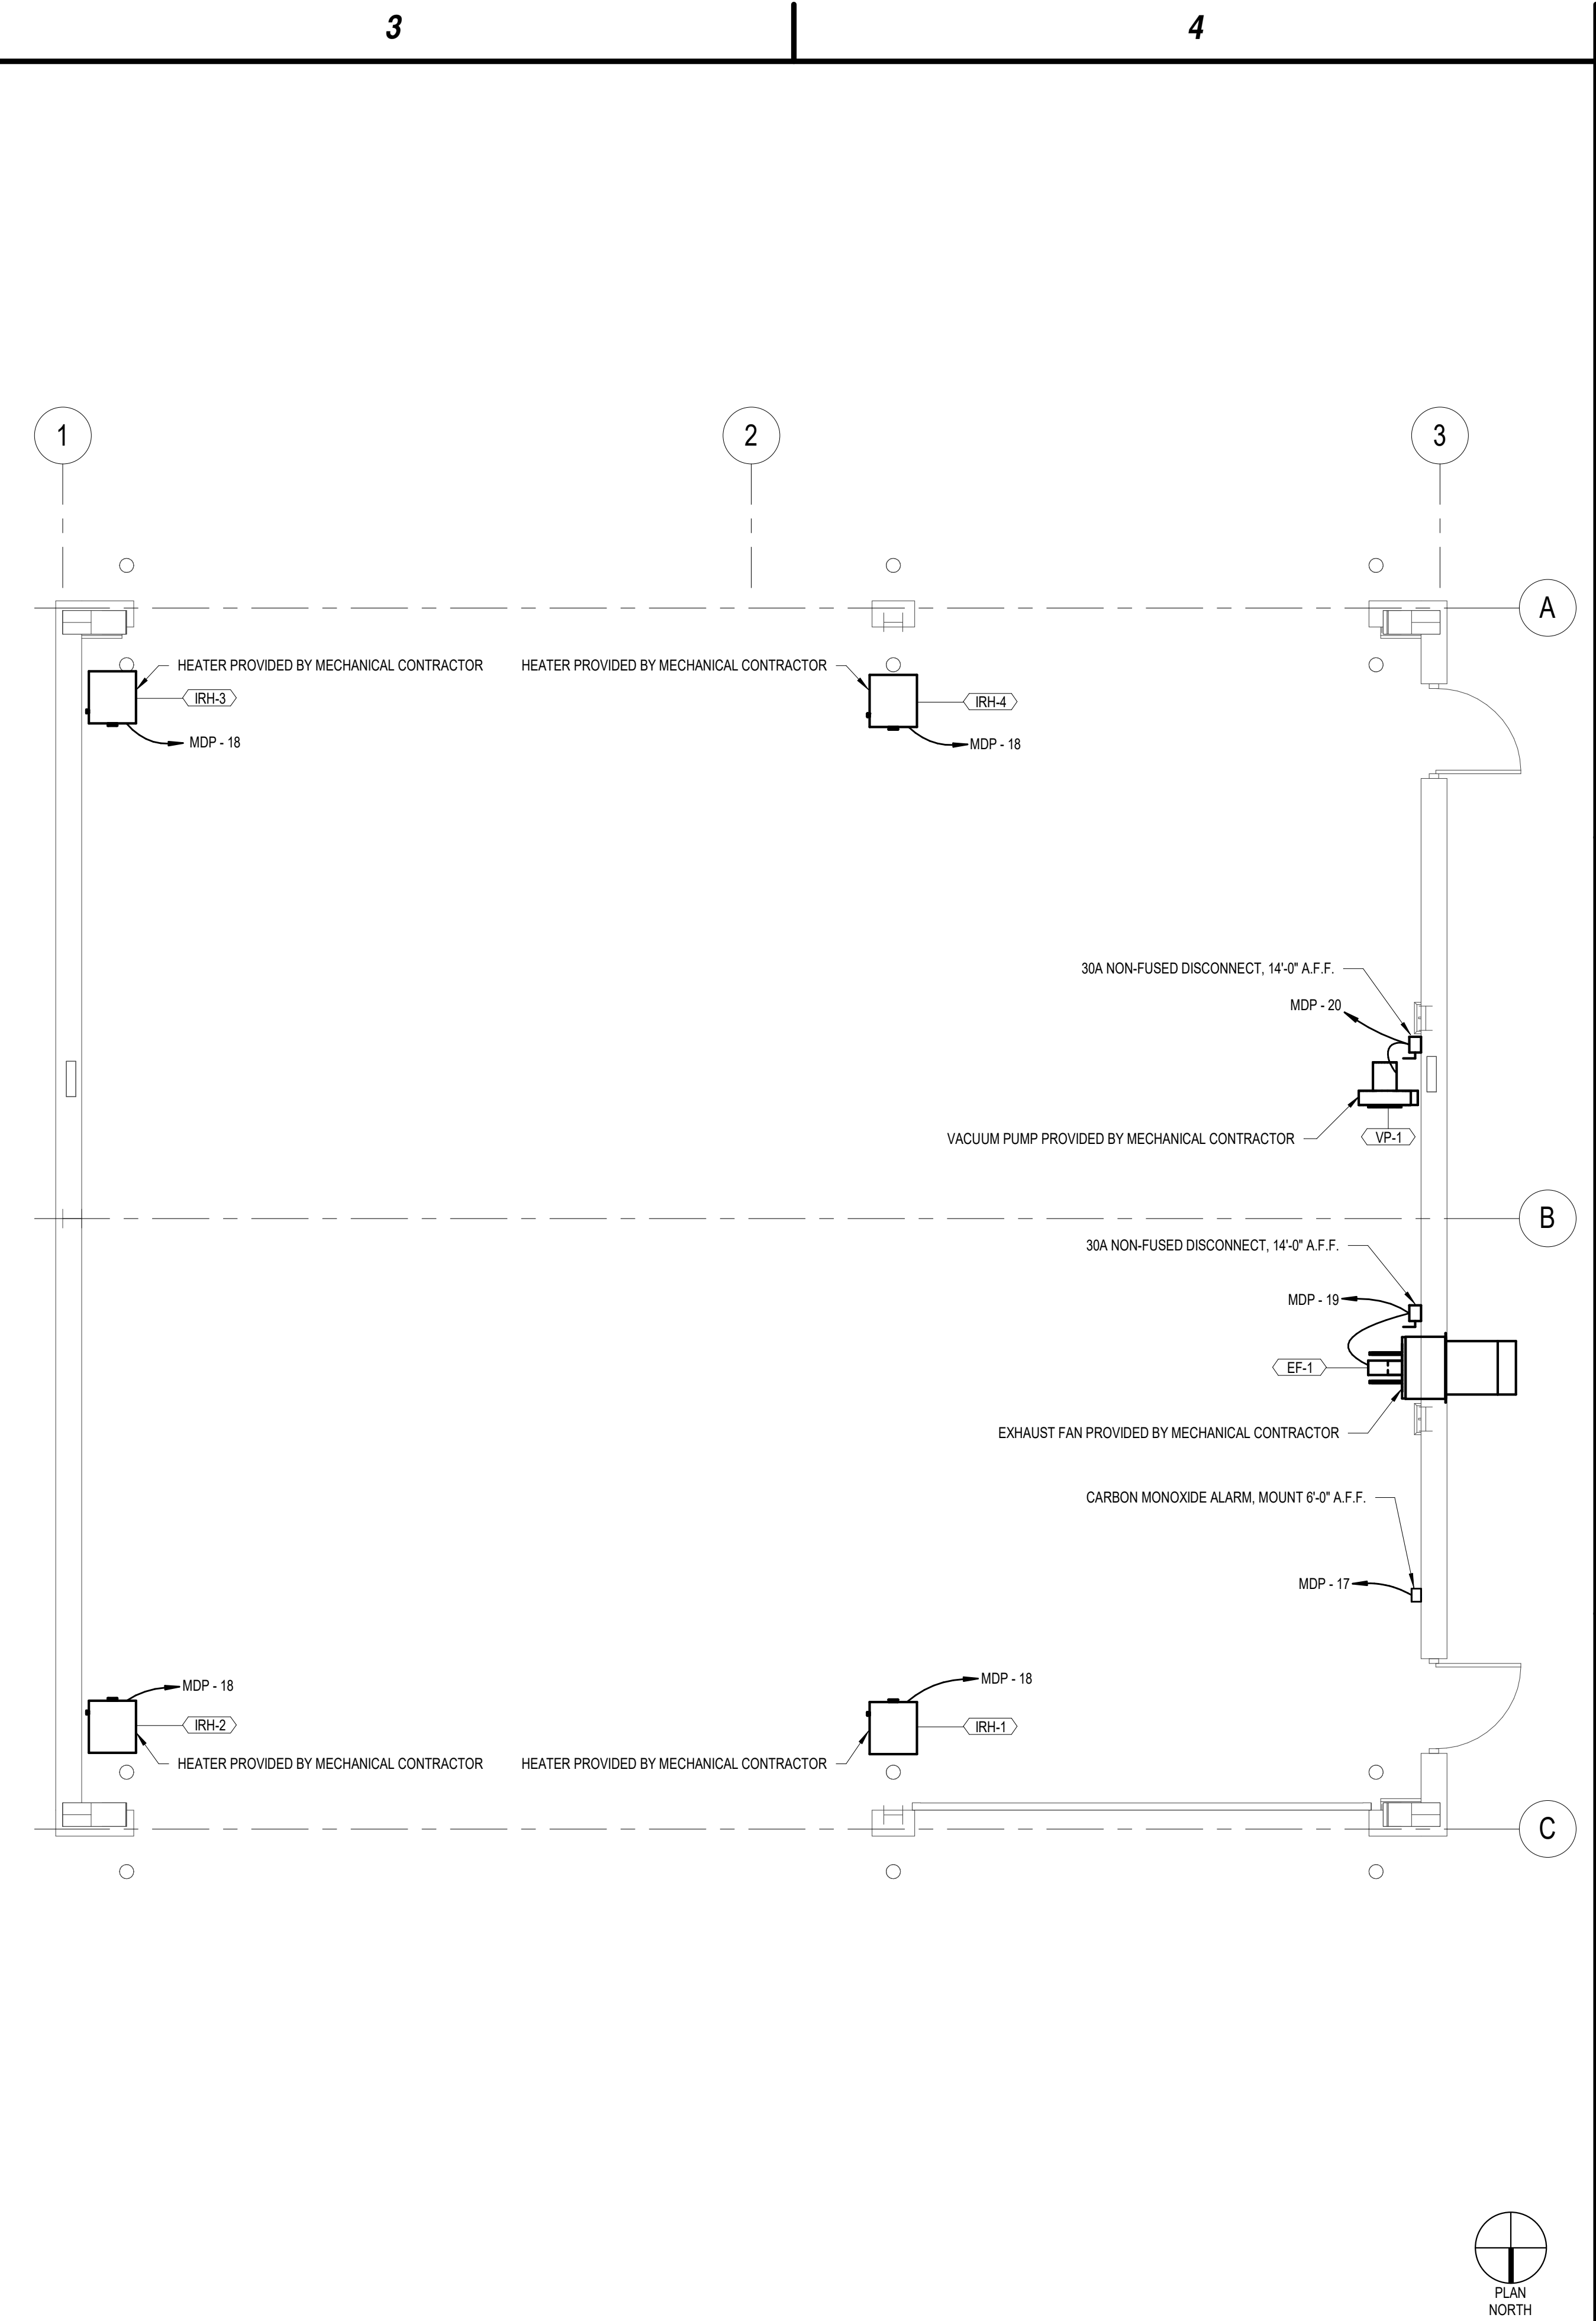 3
4
1
2
3
A
HEATER PROVIDED BY MECHANICAL CONTRACTOR
HEATER PROVIDED BY MECHANICAL CONTRACTOR
IRH-3
IRH-4
MDP - 18
MDP - 18
30A NON-FUSED DISCONNECT, 14'-0" A.F.F.
MDP - 20
VACUUM PUMP PROVIDED BY MECHANICAL CONTRACTOR
VP-1
B
30A NON-FUSED DISCONNECT, 14'-0" A.F.F.
MDP - 19
EF-1
EXHAUST FAN PROVIDED BY MECHANICAL CONTRACTOR
CARBON MONOXIDE ALARM, MOUNT 6'-0" A.F.F.
MDP - 17
MDP - 18
MDP - 18
IRH-2
IRH-1
HEATER PROVIDED BY MECHANICAL CONTRACTOR
HEATER PROVIDED BY MECHANICAL CONTRACTOR
C
PLAN
NORTH